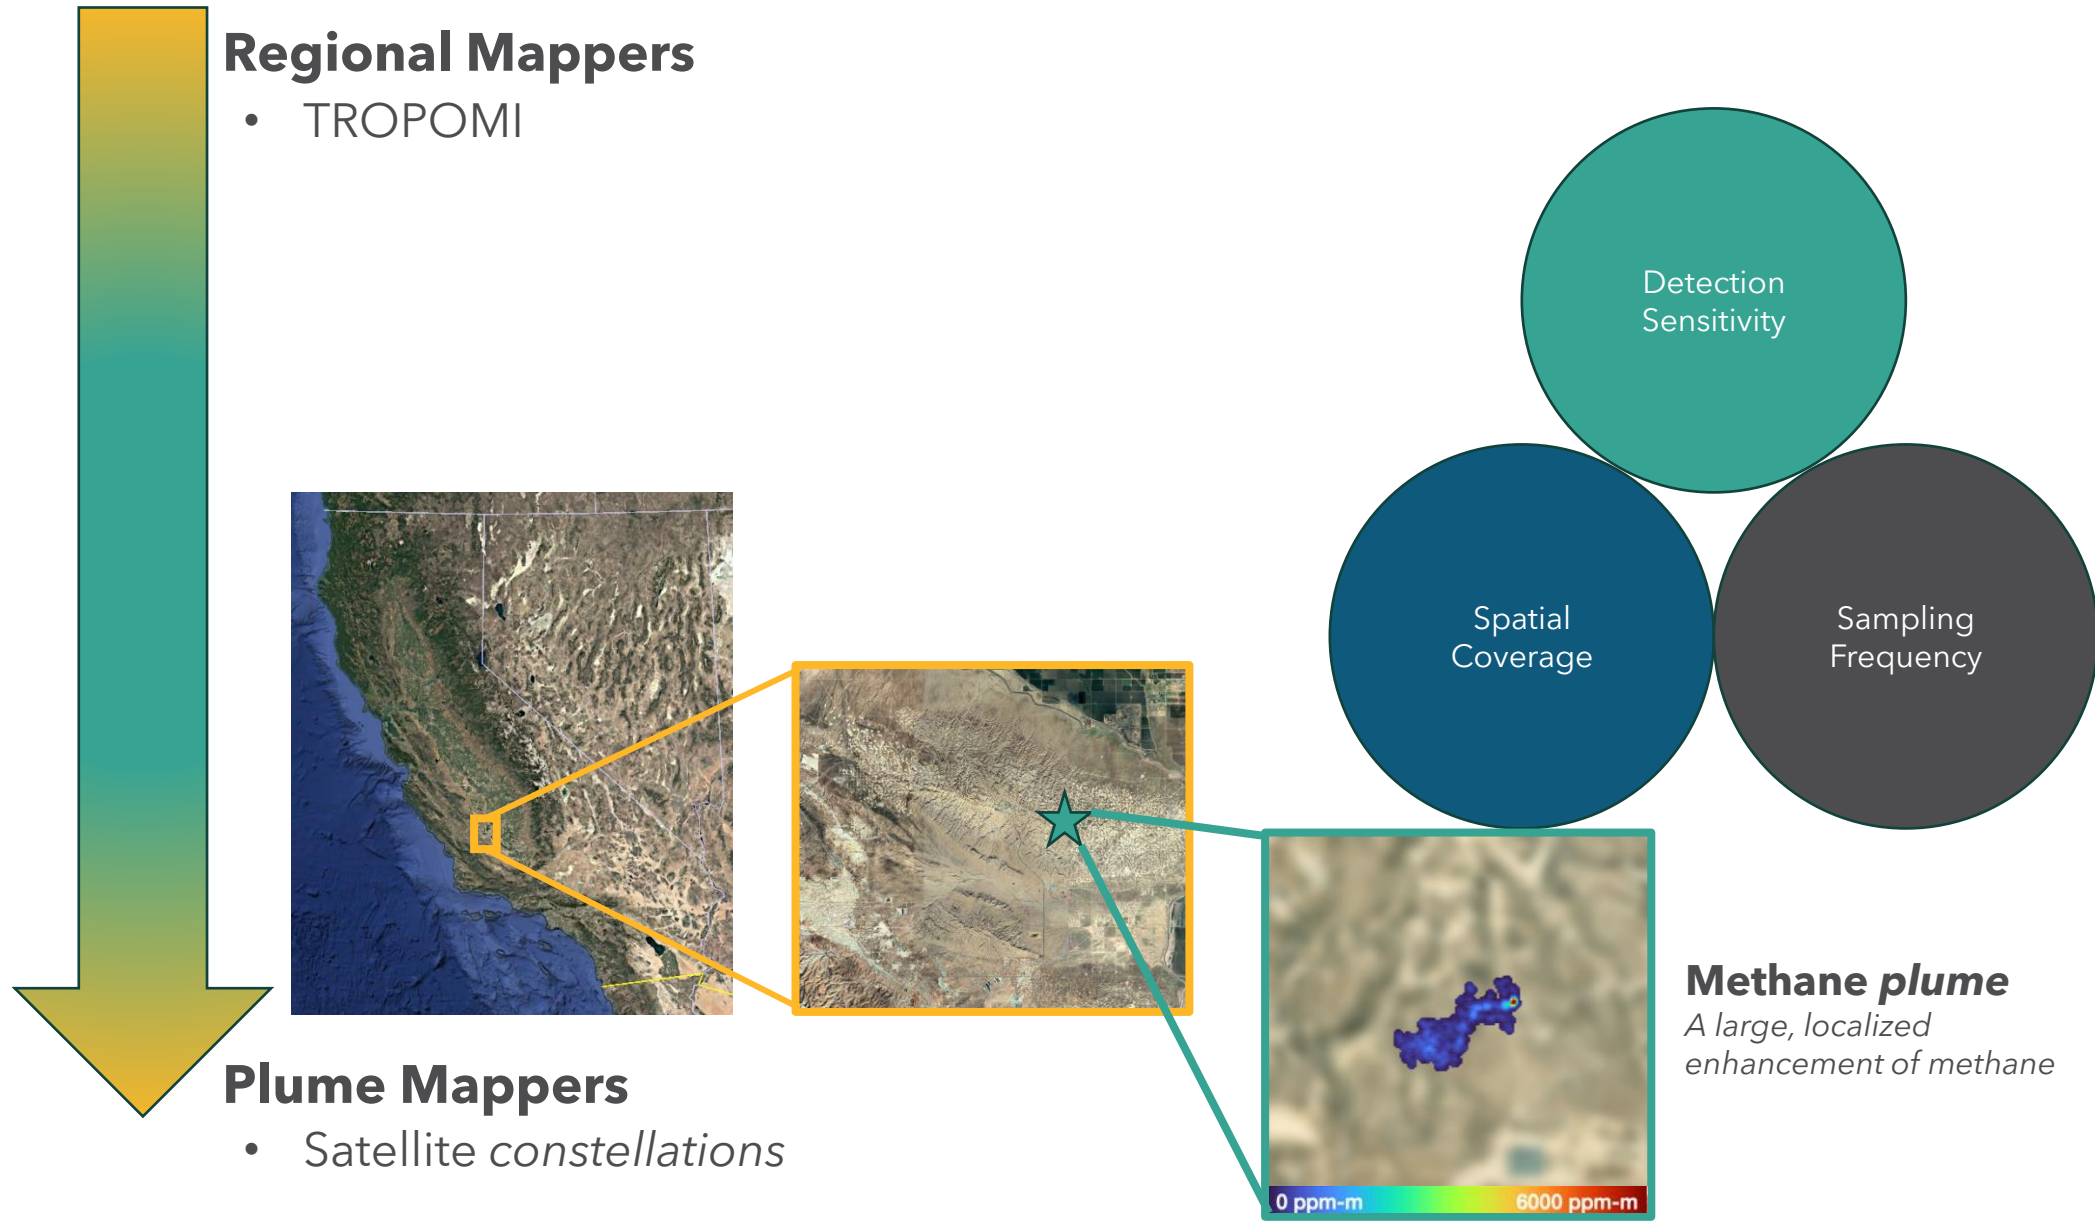 Regional Mappers
• TROPOMI
Detection
Sensitivity
Spatial
Coverage
Sampling
Frequency
Methane plume
A large, localized
enhancement of methane
0 ppm-m
6000 ppm-m
Plume Mappers
• Satellite constellations